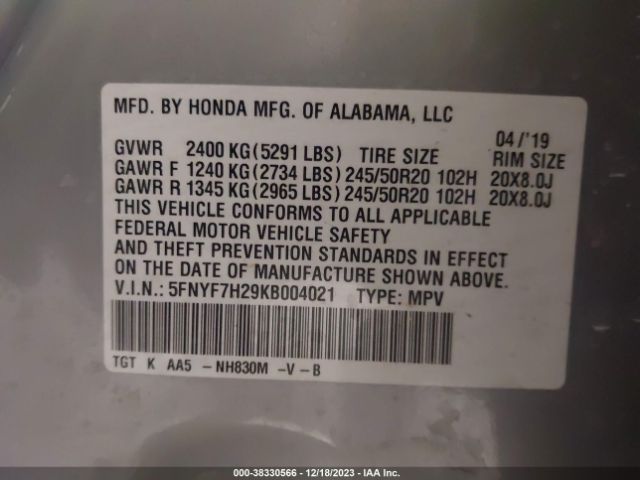 MFD. BY HONDA MFG. OF ALABAMA, LLC
04/'19
GVWR 2400 KG(5291 LBS) TIRE SIZE RIM SIZE
GAWR F 1240 KG(2734 LBS) 245/50R20 102H 20X8.0J
GAWR R 1345 KG(2965 LBS) 245/50R20 102H 20X8.0J
THIS VEHICLE CONFORMS TO ALL APPLICABLE
FEDERAL MOTOR VEHICLE SAFETY
AND THEFT PREVENTION STANDARDS IN EFFECT
ON THE DATE OF MANUFACTURE SHOWN ABOVE.
V.I.N.: 5FNYF7H29KB004021 TYPE: MPV
TGT K AA5 -NH830M -V-B
000-38330566 - 12/18/2023 - IAA Inc.